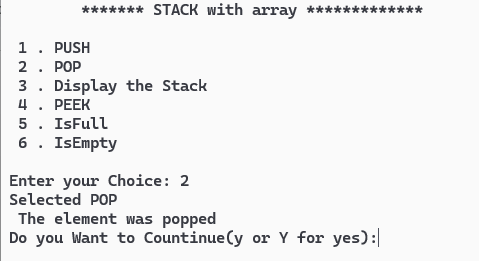 ******* STACK with array *************
1 . PUSH
2 . POP
3 . Display the Stack
4 . PEEK
5 . IsFull
6 . IsEmpty
Enter your Choice: 2
Selected POP
The element was popped
Do you Want to Countinue(y or Y for yes):